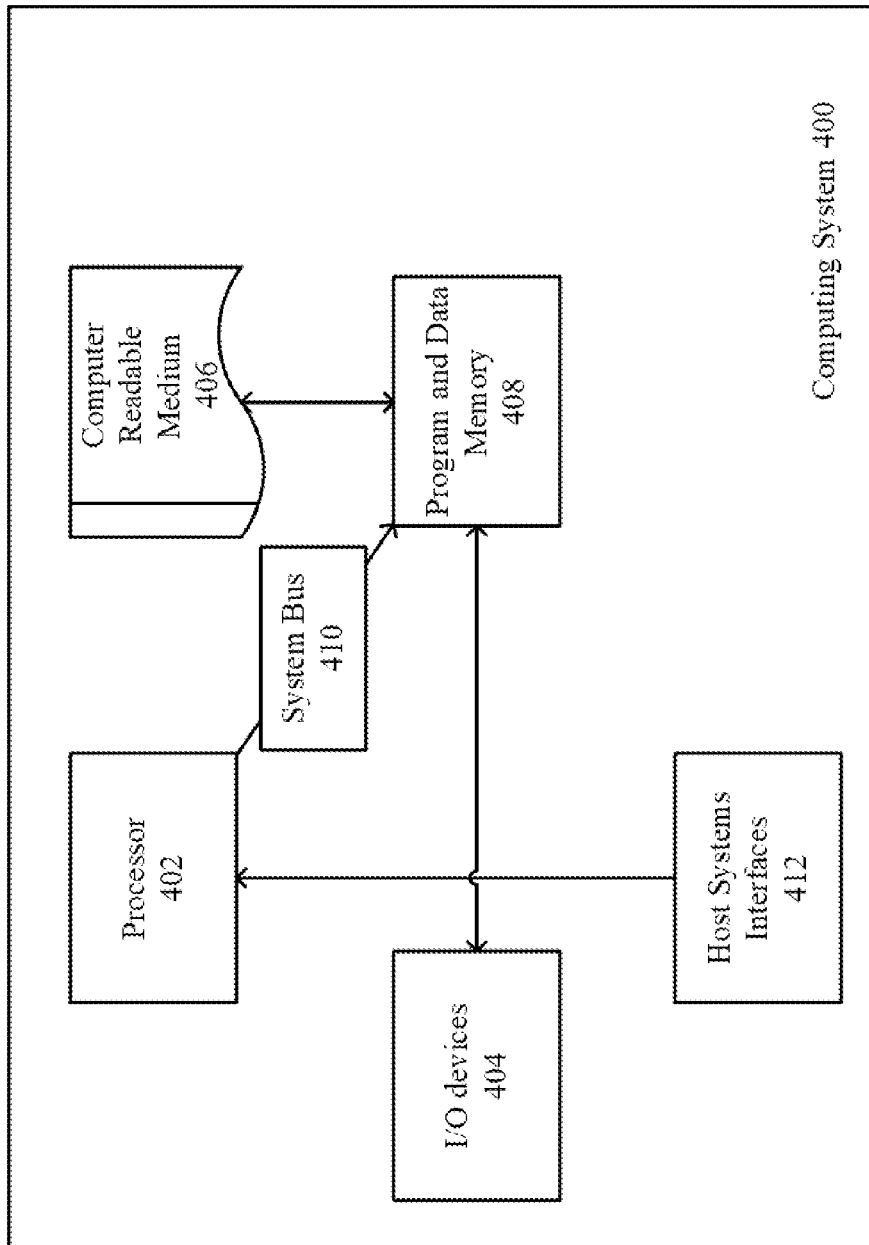 Processor
402
Computer
Readable
Medium
406
System Bus
410
I/O devices
404
Program and Data
Memory
408
Host Systems
Interfaces
412
Computing System 400